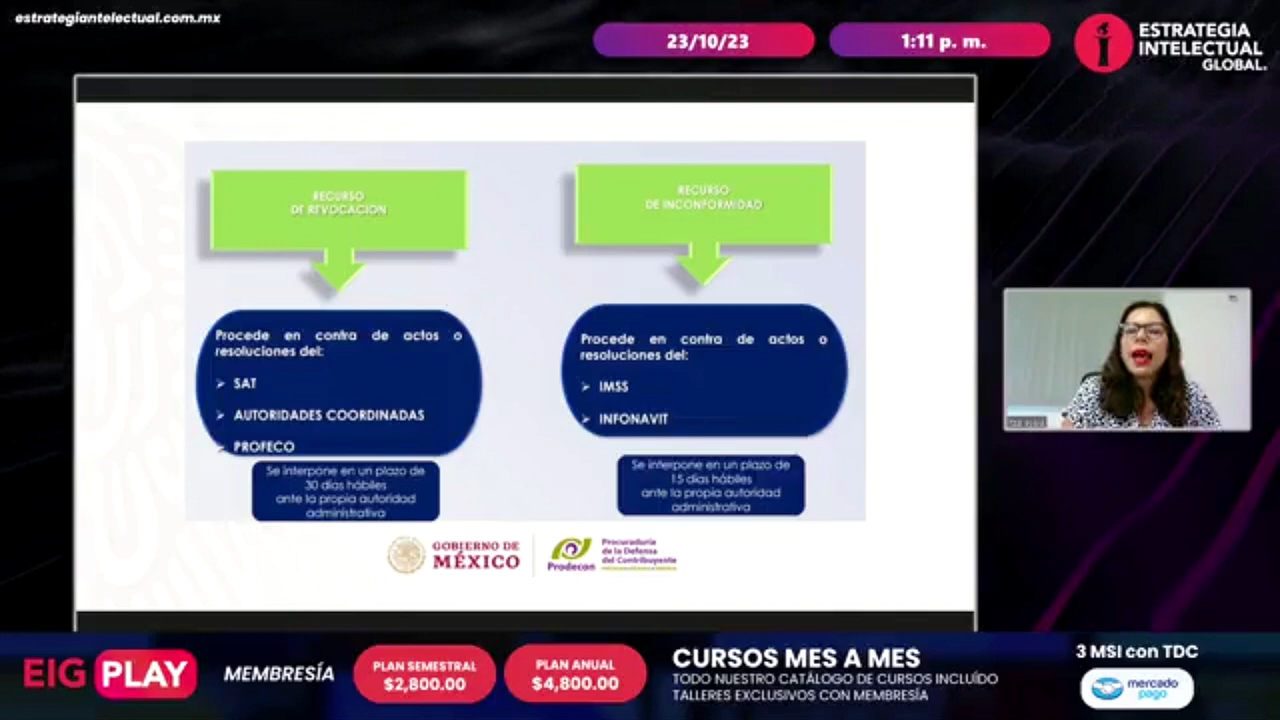 estrategiantelectual.com.mx
23/10/23
1:11 p. m.
ESTRATEGIA
INTELECTUAL
GLOBAL.
RECURSO
DE REVOCACION
RECURSO
DE INCONFORMIDAD
Procede en contra de actos o
resoluciones del:
➢ SAT
➢ AUTORIDADES COORDINADAS
➢ PROFECO
Se interpone en un plazo de
30 días hábiles
ante la propia autoridad
administrativa
Procede en contra de actos o
resoluciones del:
➢ IMSS
➢ INFONAVIT
Se interpone en un plazo de
15 días hábiles
ante la propia autoridad
administrativa
GOBIERNO DE
MÉXICO
Prodecon
Procuraduría
de la Defensa
del Contribuyente
EIG PLAY
MEMBRESÍA
PLAN SEMESTRAL
$2,800.00
PLAN ANUAL
$4,800.00
CURSOS MES A MES
TODO NUESTRO CATÁLOGO DE CURSOS INCLUÍDO
TALLERES EXCLUSIVOS CON MEMBRESÍA
3 MSI con TDC
mercado
pago